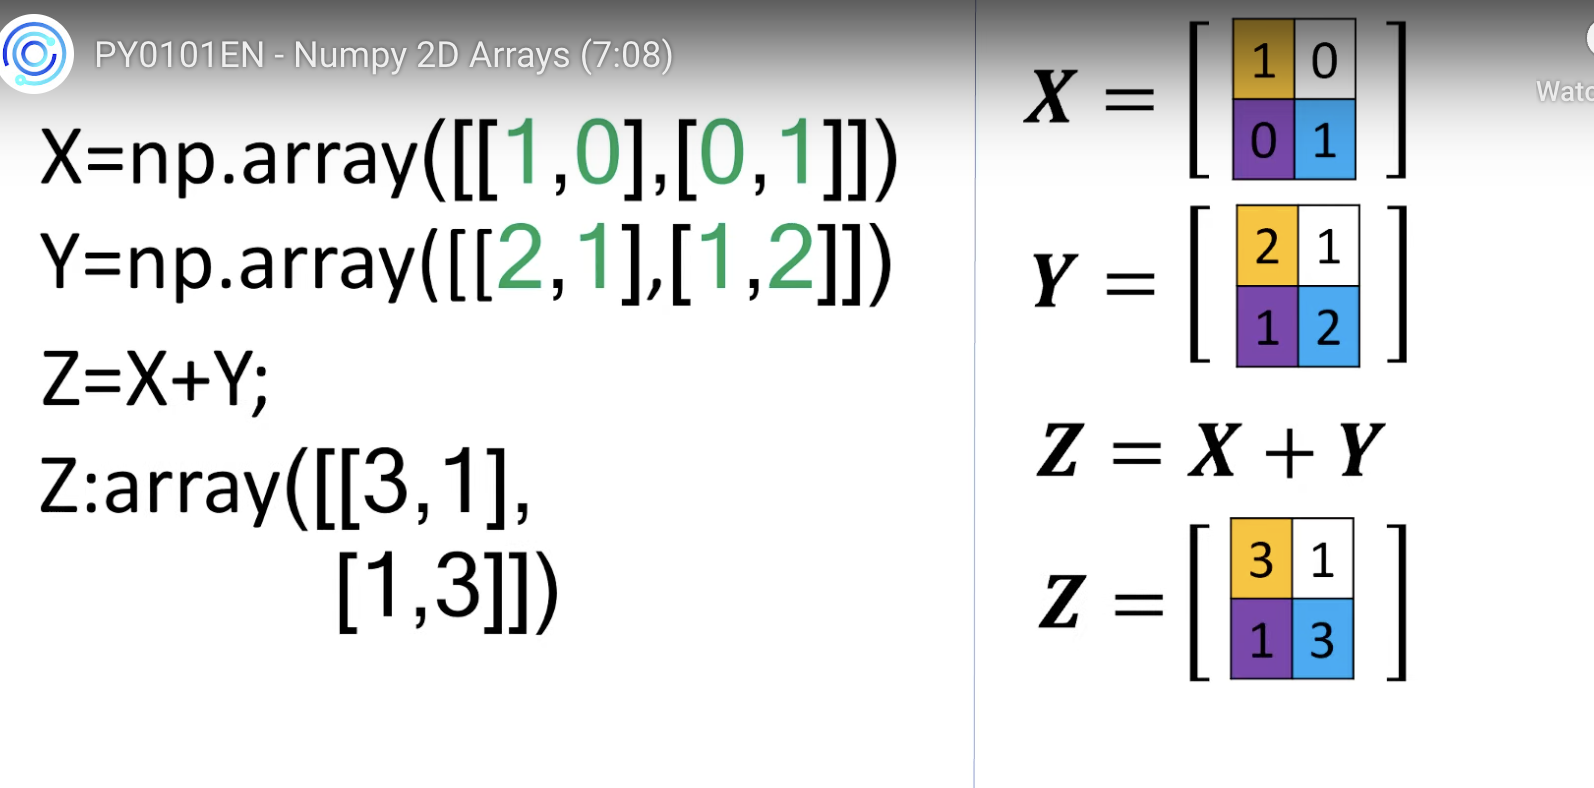 PY0101EN - Numpy 2D Arrays (7:08)
X=np.array([[1,0],[0,1]])
Y=np.array([[2,1],[1,2]])
Z=X+Y;
Z:array([[3,1],
[1,3]])
X = [ 1 0
0 1 ]
Y = [ 2 1
1 2 ]
Z = X + Y
Z = [ 3 1
1 3 ]